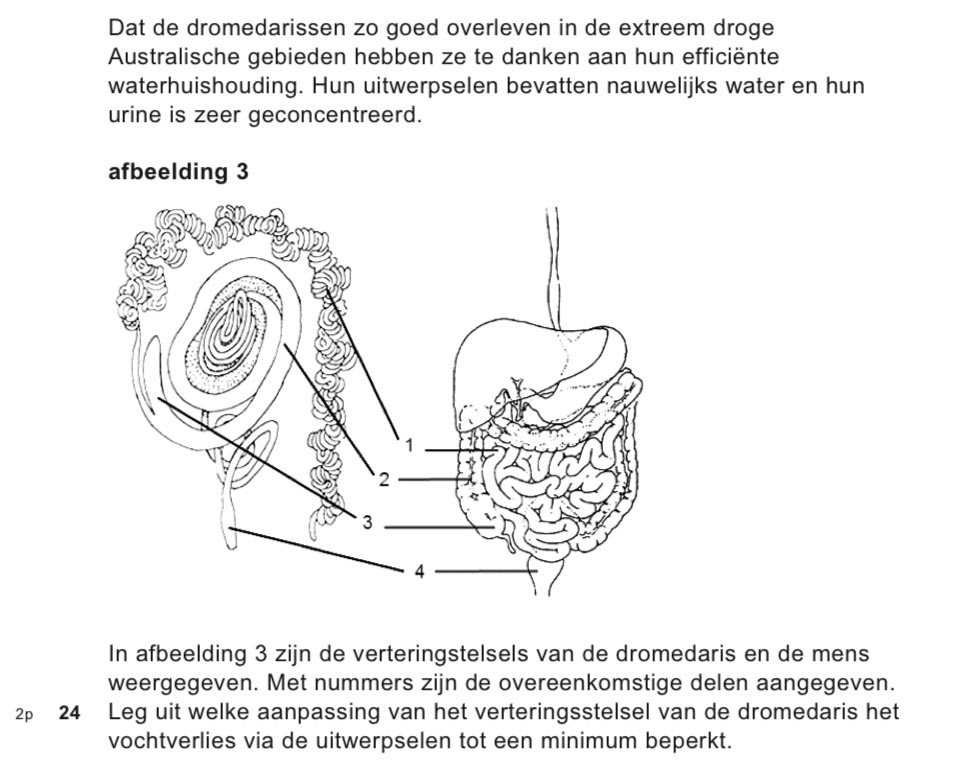 Dat de dromedarissen zo goed overleven in de extreem droge
Australische gebieden hebben ze te danken aan hun efficiënte
waterhuishouding. Hun uitwerpselen bevatten nauwelijks water en hun
urine is zeer geconcentreerd.
afbeelding 3
1
2
3
4
In afbeelding 3 zijn de verteringstelsels van de dromedaris en de mens
weergegeven. Met nummers zijn de overeenkomstige delen aangegeven.
2p 24 Leg uit welke aanpassing van het verteringsstelsel van de dromedaris het
vochtverlies via de uitwerpselen tot een minimum beperkt.